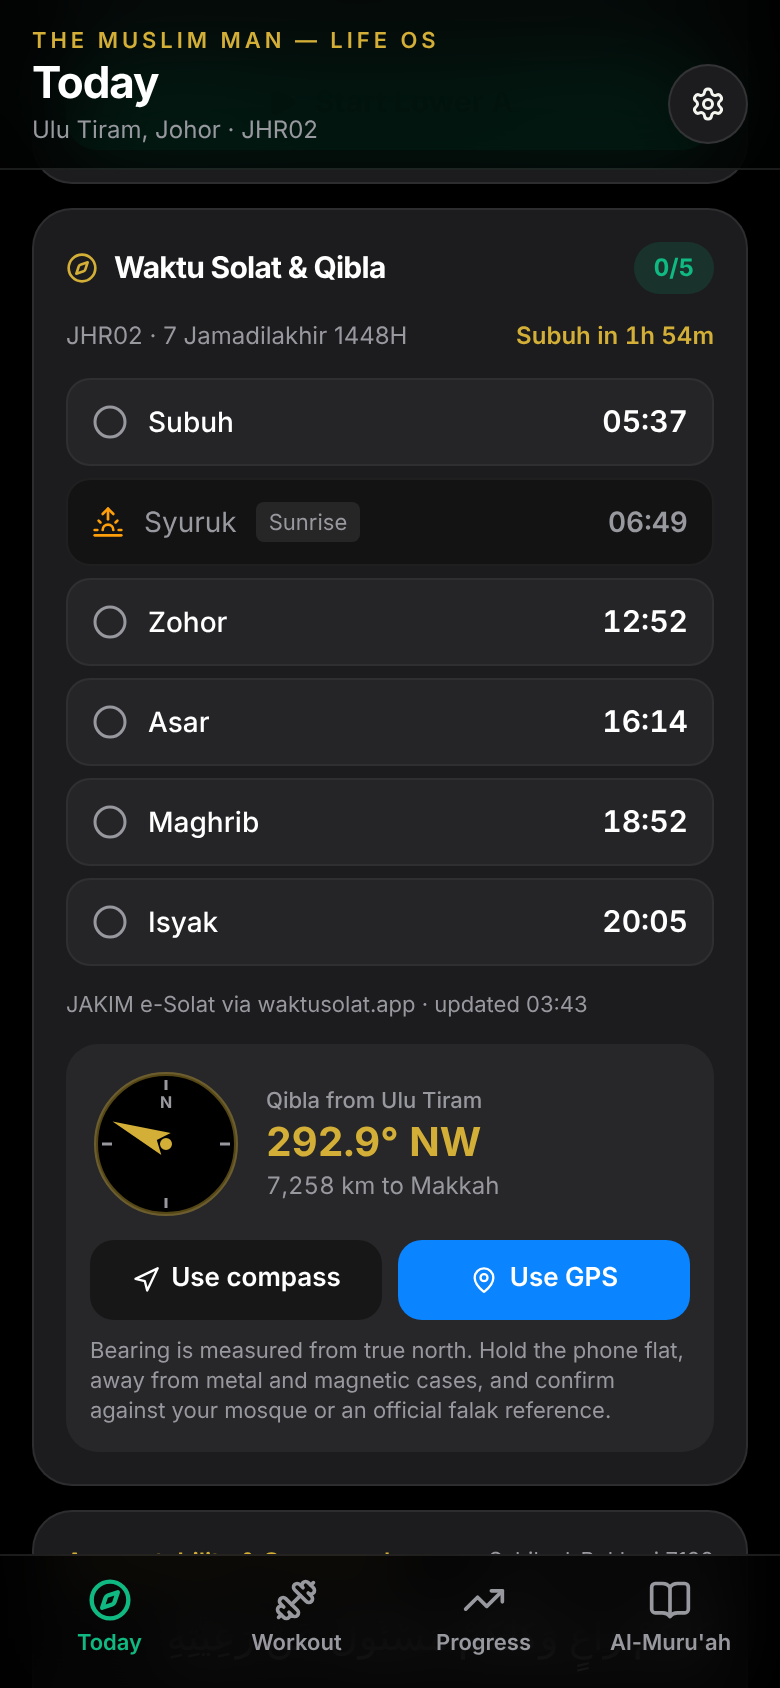 THE MUSLIM MAN — LIFE OS
Today
Ulu Tiram, Johor · JHR02
Waktu Solat & Qibla
0/5
JHR02 · 7 Jamadilakhir 1448H
Subuh in 1h 54m
Subuh 05:37
Syuruk Sunrise 06:49
Zohor 12:52
Asar 16:14
Maghrib 18:52
Isyak 20:05
JAKIM e-Solat via waktusolat.app · updated 03:43
N
Qibla from Ulu Tiram
292.9° NW
7,258 km to Makkah
Use compass
Use GPS
Bearing is measured from true north. Hold the phone flat,
away from metal and magnetic cases, and confirm
against your mosque or an official falak reference.
Today
Workout
Progress
Al-Muru'ah